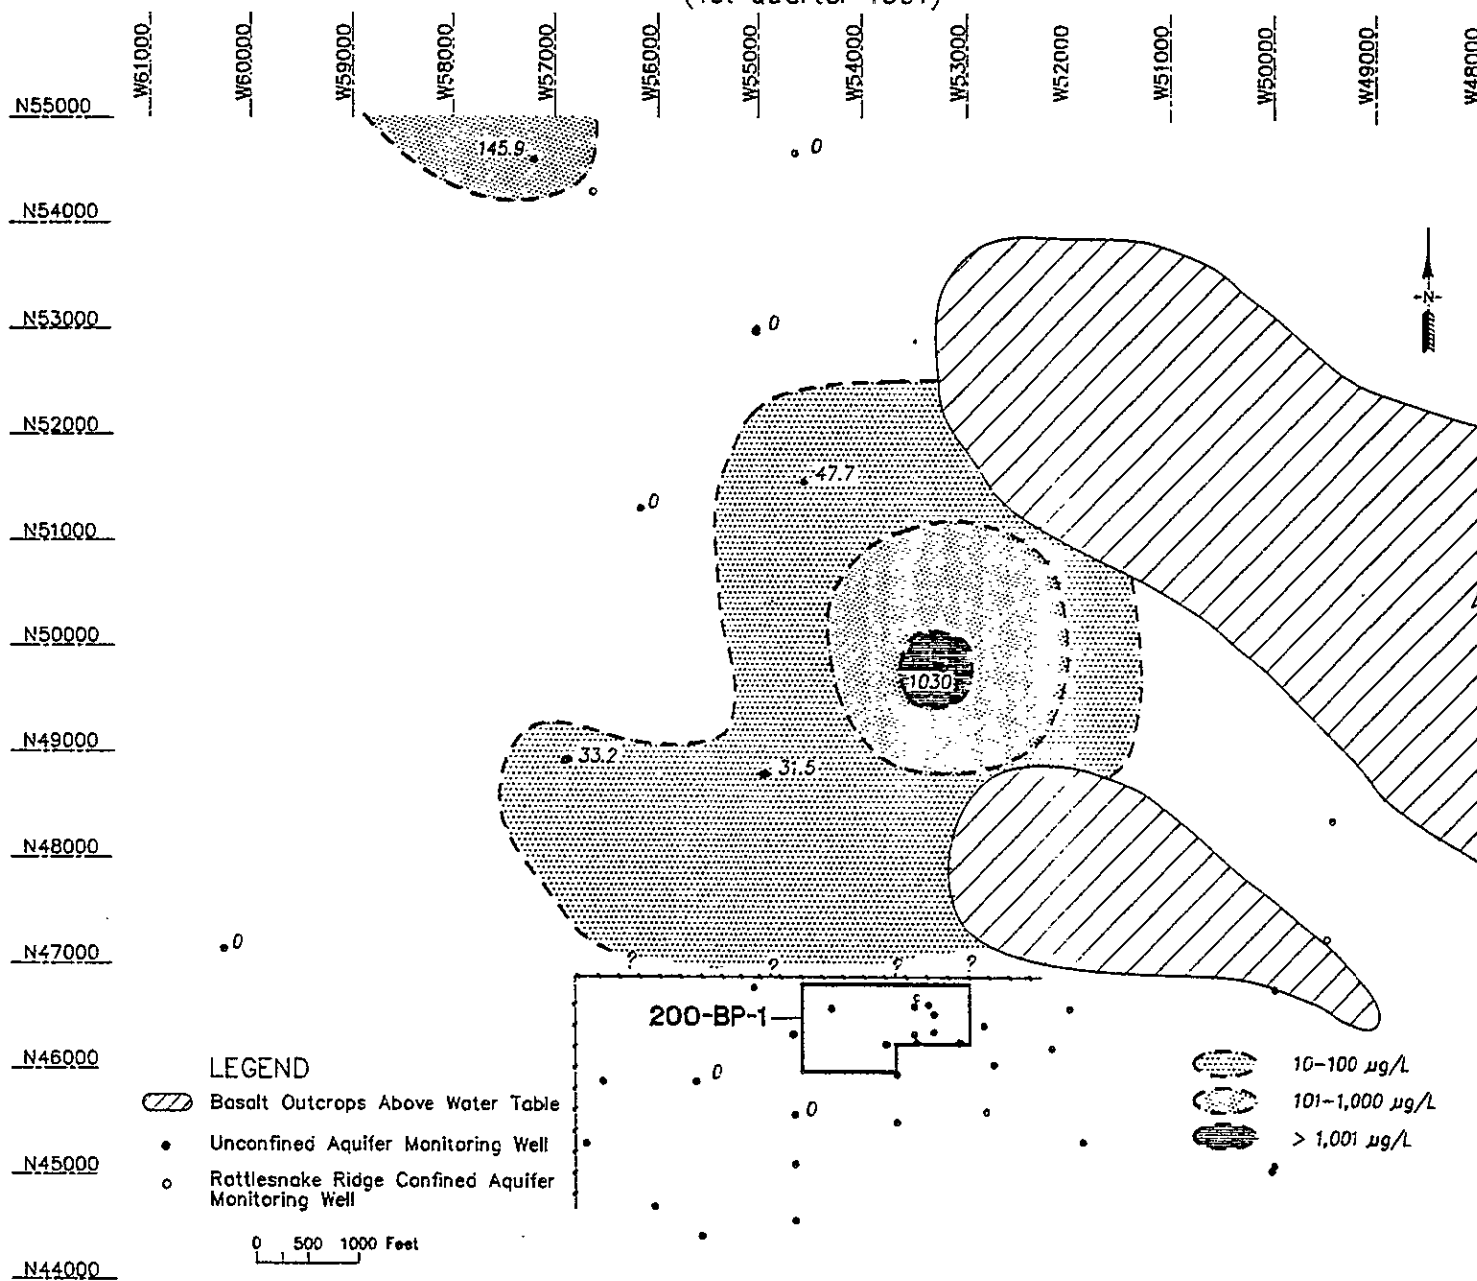 W61000 W60000 W59000 W58000 W57000 W56000 W55000 W54000 W53000 W52000 W51000 W50000 W49000 W48000
N55000
145.9
0
N54000
N
N53000
0
N52000
47.7
0
N51000
N50000
1030
N49000
33.2
31.5
N48000
0
N47000
? ? ? ?
200-BP-1
N46000
0
0
N45000
N44000
LEGEND
Basalt Outcrops Above Water Table
Unconfined Aquifer Monitoring Well
Rattlesnake Ridge Confined Aquifer
Monitoring Well
0 500 1000 Feet
10-100 µg/L
101-1,000 µg/L
> 1,001 µg/L